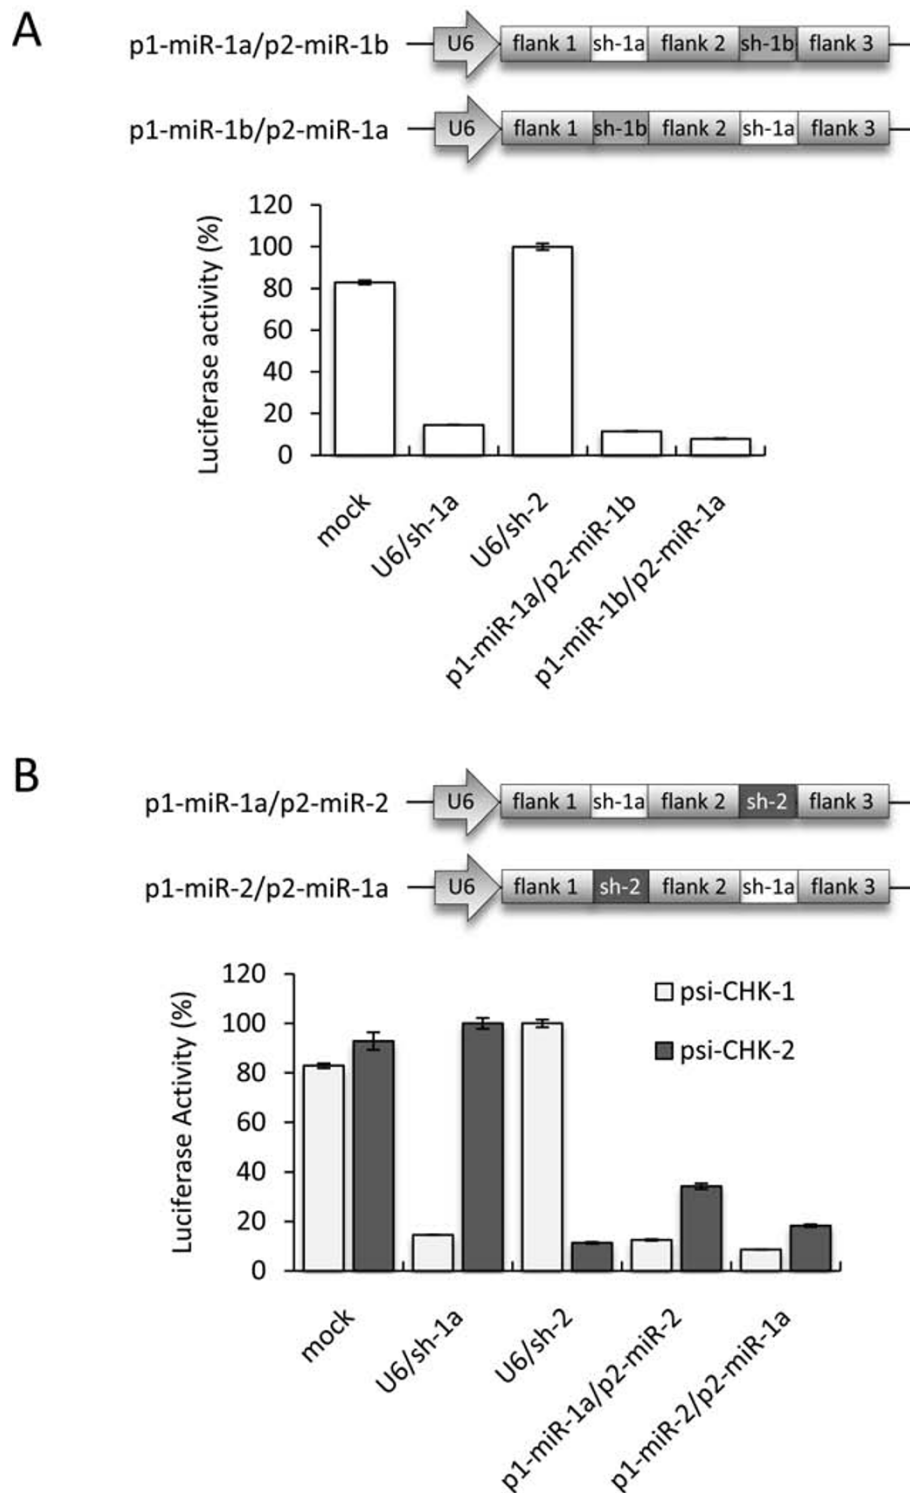 A
p1-miR-1a/p2-miR-1b U6 flank 1 sh-1a flank 2 sh-1b flank 3
p1-miR-1b/p2-miR-1a U6 flank 1 sh-1b flank 2 sh-1a flank 3
Luciferase activity (%)
120
100
80
60
40
20
0
mock
U6/sh-1a
U6/sh-2
p1-miR-1a/p2-miR-1b
p1-miR-1b/p2-miR-1a
B
p1-miR-1a/p2-miR-2 U6 flank 1 sh-1a flank 2 sh-2 flank 3
p1-miR-2/p2-miR-1a U6 flank 1 sh-2 flank 2 sh-1a flank 3
Luciferase Activity (%)
120
100
80
60
40
20
0
psi-CHK-1
psi-CHK-2
mock
U6/sh-1a
U6/sh-2
p1-miR-1a/p2-miR-2
p1-miR-2/p2-miR-1a